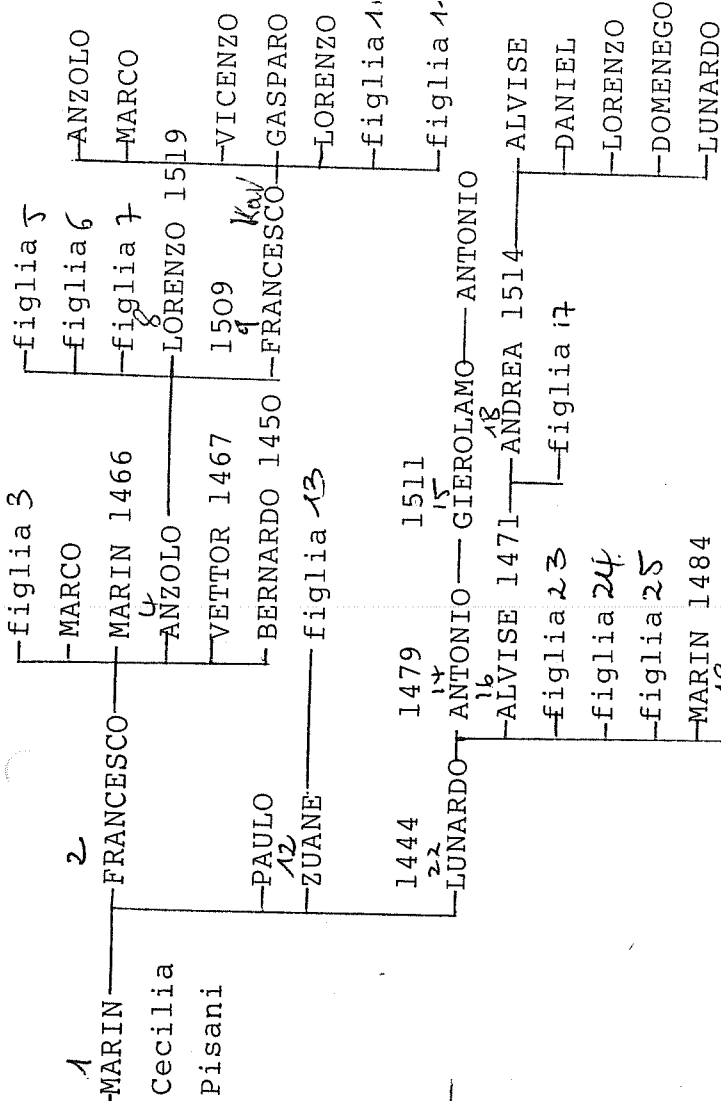 figlia 3
MARCO
MARIN 1466
4
ANZOLO
VETTOR 1467
BERNARDO 1450
figlia 5
figlia 6
figlia 7
8
LORENZO 1519
1509
9
FRANCESCO Kav
ANZOLO
MARCO
VICENZO
GASPARO
LORENZO
figlia
figlia
1
MARIN
Cecilia
Pisani
2
FRANCESCO
PAULO
12
ZUANE
figlia 13
1444
22
LUNARDO
1479
14
ANTONIO
1511
15
GIEROLAMO
ANTONIO
16
ALVISE 1471
18
ANDREA 1514
figlia 17
ALVISE
DANIEL
LORENZO
DOMENEGO
LUNARDO
figlia 23
figlia 24
figlia 25
MARIN 1484